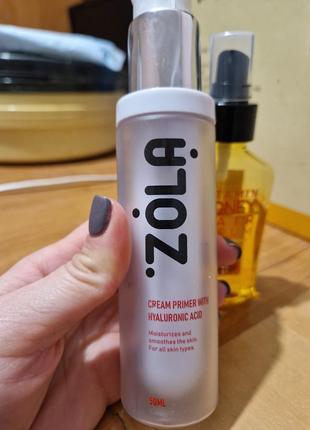 ZOLA
CREAM PRIMER WITH
HYALURONIC ACID
Moisturizes and
smoothes the skin.
For all skin types.
50ML